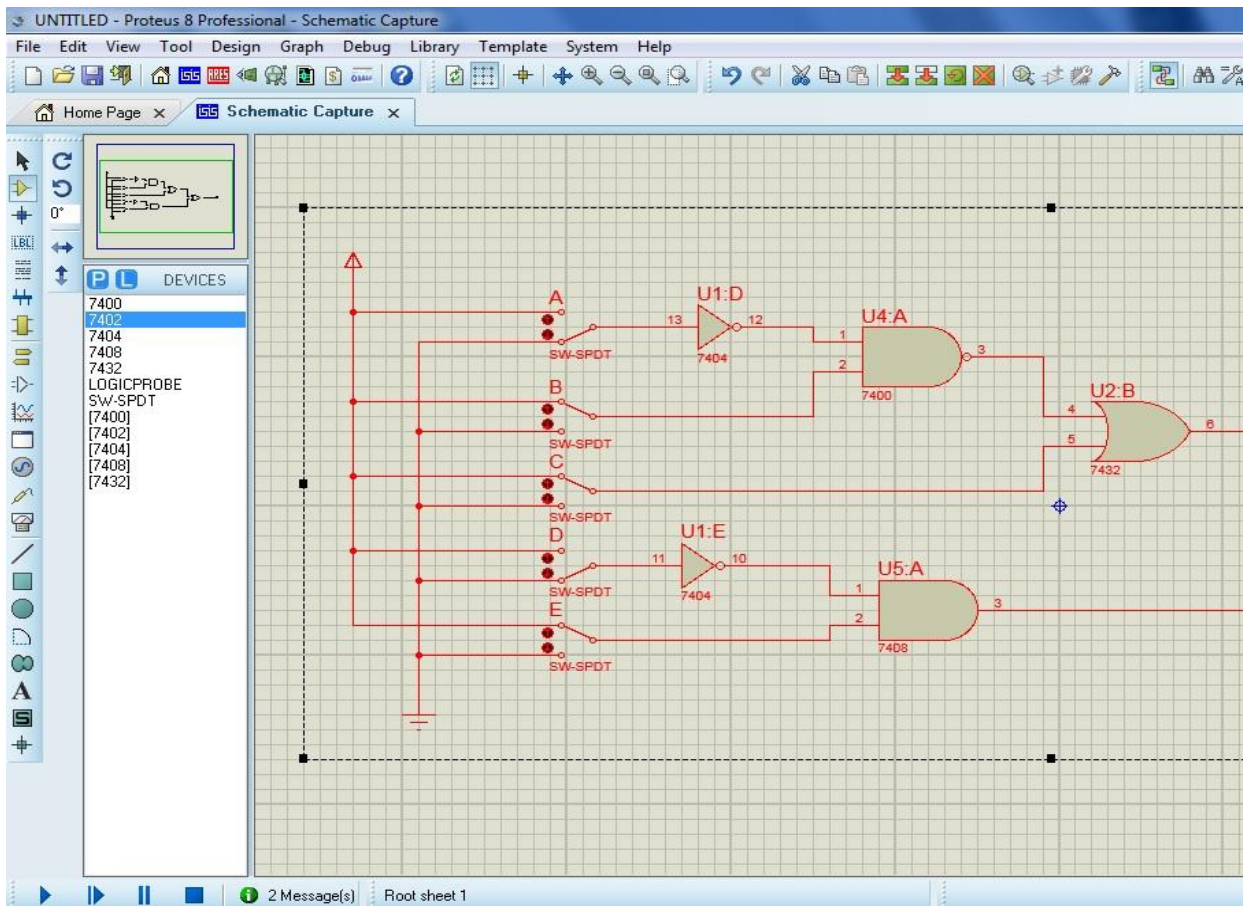 UNTITLED - Proteus 8 Professional - Schematic Capture
File Edit View Tool Design Graph Debug Library Template System Help
Home Page x Schematic Capture x
0°
LBL
P L DEVICES
7400
7402
7404
7408
7432
LOGICPROBE
SW-SPDT
[7400]
[7402]
[7404]
[7408]
[7432]
A
SW-SPDT
B
SW-SPDT
C
SW-SPDT
D
SW-SPDT
E
SW-SPDT
U1:D
13 12
7404
U4:A
1
2
3
7400
U2:B
4
5
6
7432
U1:E
11 10
7404
U5:A
1
2
3
7408
2 Message(s) Root sheet 1